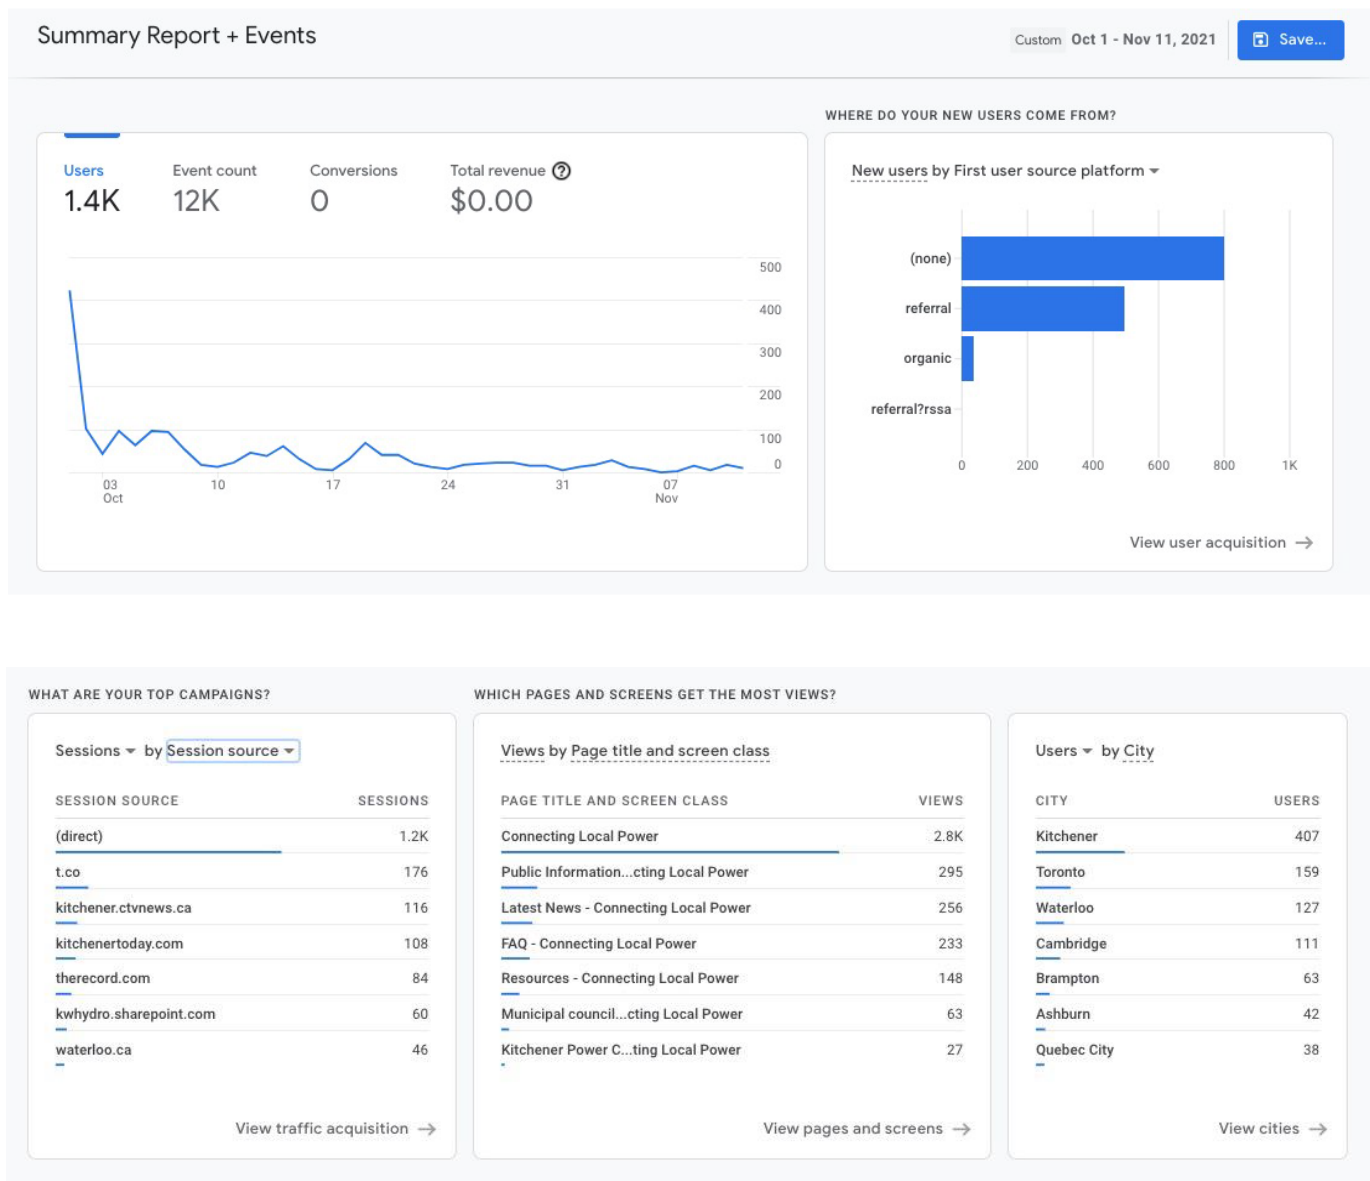 Summary Report + Events
Custom Oct 1 - Nov 11, 2021
Save...
Users
1.4K
Event count
12K
Conversions
0
Total revenue ?
$0.00
500
400
300
200
100
0
03
Oct
10
17
24
31
07
Nov
WHERE DO YOUR NEW USERS COME FROM?
New users by First user source platform
(none)
referral
organic
referral?rssa
0 200 400 600 800 1K
View user acquisition
WHAT ARE YOUR TOP CAMPAIGNS?
Sessions by Session source
SESSION SOURCE SESSIONS
(direct) 1.2K
t.co 176
kitchener.ctvnews.ca 116
kitchenertoday.com 108
therecord.com 84
kwhydro.sharepoint.com 60
waterloo.ca 46
View traffic acquisition
WHICH PAGES AND SCREENS GET THE MOST VIEWS?
Views by Page title and screen class
PAGE TITLE AND SCREEN CLASS VIEWS
Connecting Local Power 2.8K
Public Information...cting Local Power 295
Latest News - Connecting Local Power 256
FAQ - Connecting Local Power 233
Resources - Connecting Local Power 148
Municipal council...cting Local Power 63
Kitchener Power C...ting Local Power 27
View pages and screens
Users by City
CITY USERS
Kitchener 407
Toronto 159
Waterloo 127
Cambridge 111
Brampton 63
Ashburn 42
Quebec City 38
View cities